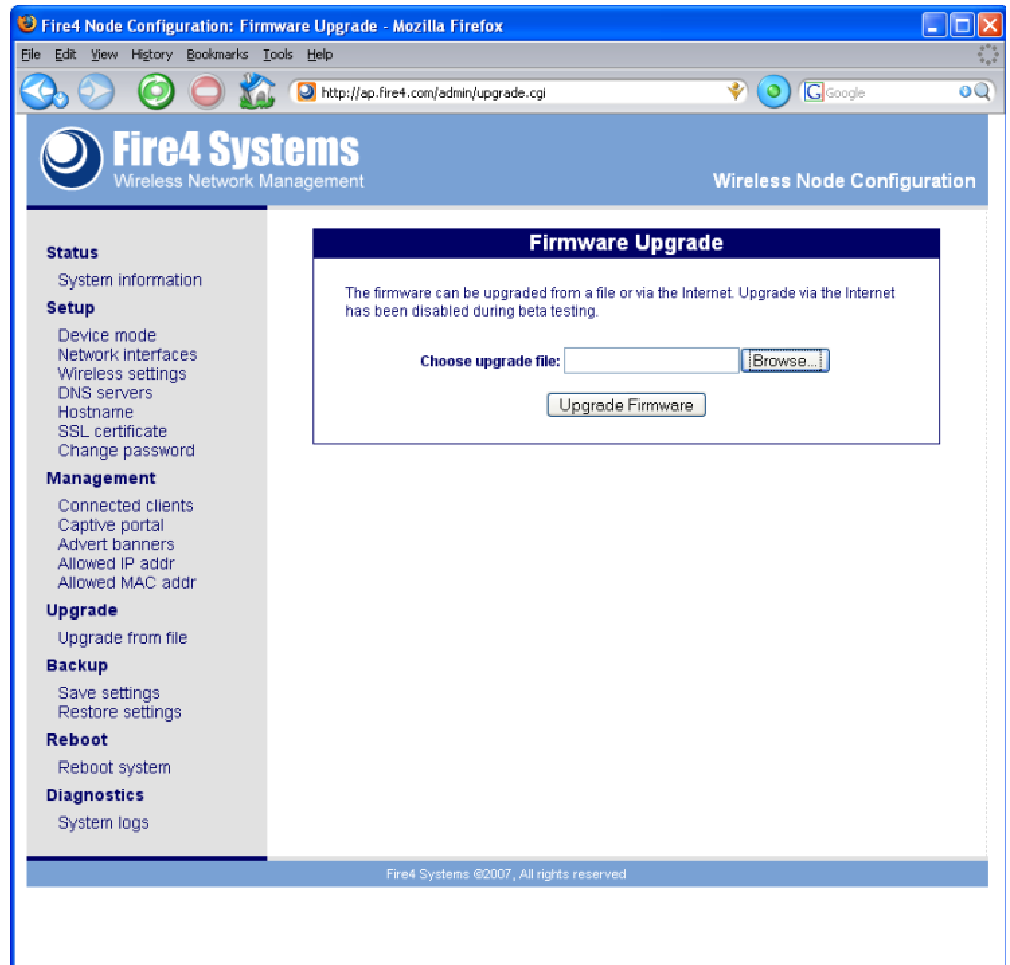 Fire4 Node Configuration: Firmware Upgrade - Mozilla Firefox
File Edit View History Bookmarks Tools Help
http://ap.fire4.com/admin/upgrade.cgi
G Google
Fire4 Systems
Wireless Network Management
Wireless Node Configuration
Status
System information
Setup
Device mode
Network interfaces
Wireless settings
DNS servers
Hostname
SSL certificate
Change password
Management
Connected clients
Captive portal
Advert banners
Allowed IP addr
Allowed MAC addr
Upgrade
Upgrade from file
Backup
Save settings
Restore settings
Reboot
Reboot system
Diagnostics
System logs
Firmware Upgrade
The firmware can be upgraded from a file or via the Internet. Upgrade via the Internet
has been disabled during beta testing.
Choose upgrade file:
Browse...
Upgrade Firmware
Fire4 Systems ©2007, All rights reserved